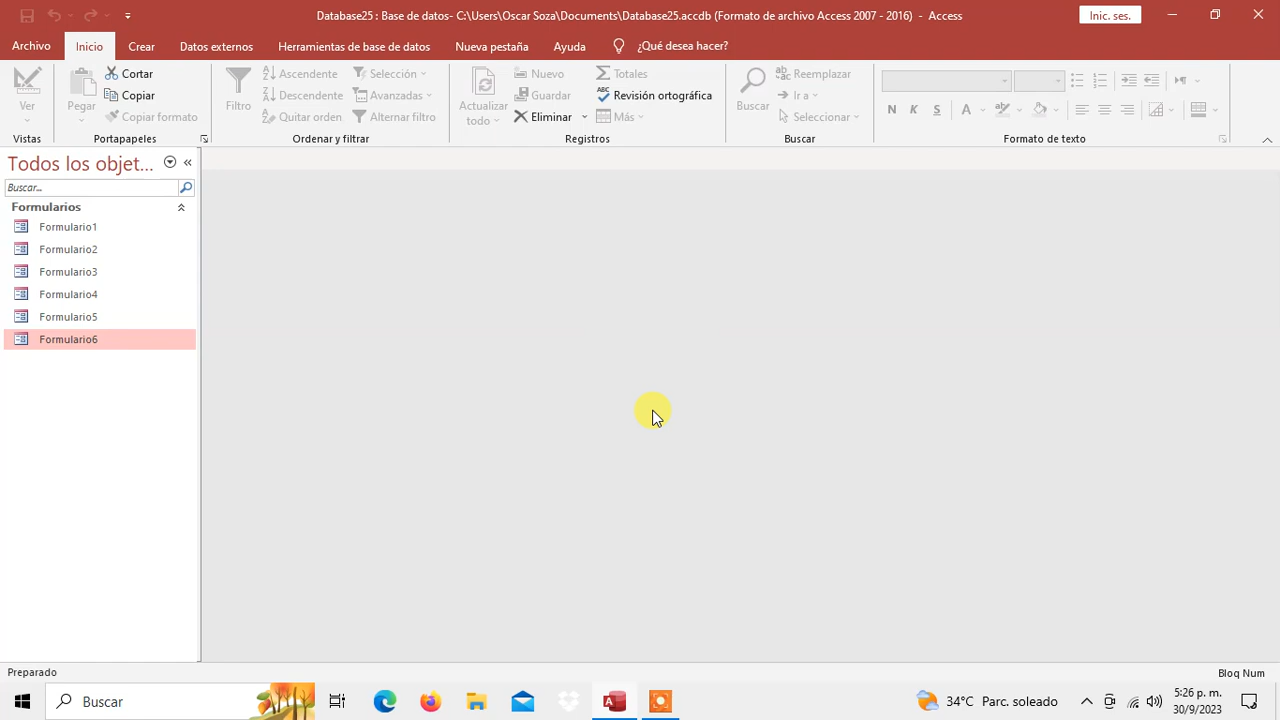 Database25 : Base de datos- C:\Users\Oscar Soza\Documents\Database25.accdb (Formato de archivo Access 2007 - 2016) - Access
Inic. ses.
Archivo Inicio Crear Datos externos Herramientas de base de datos Nueva pestaña Ayuda ¿Qué desea hacer?
Ver
Vistas
Pegar
Cortar
Copiar
Copiar formato
Portapapeles
Filtro
Ascendente
Descendente
Quitar orden
Selección
Avanzadas
Alternar filtro
Ordenar y filtrar
Actualizar
todo
Nuevo
Guardar
Eliminar
Totales
Revisión ortográfica
Más
Registros
Buscar
Reemplazar
Ir a
Seleccionar
Buscar
N K S A
Formato de texto
Todos los objet...
Buscar...
Formularios
Formulario1
Formulario2
Formulario3
Formulario4
Formulario5
Formulario6
Preparado
Bloq Num
Buscar
34°C Parc. soleado
5:26 p. m.
30/9/2023